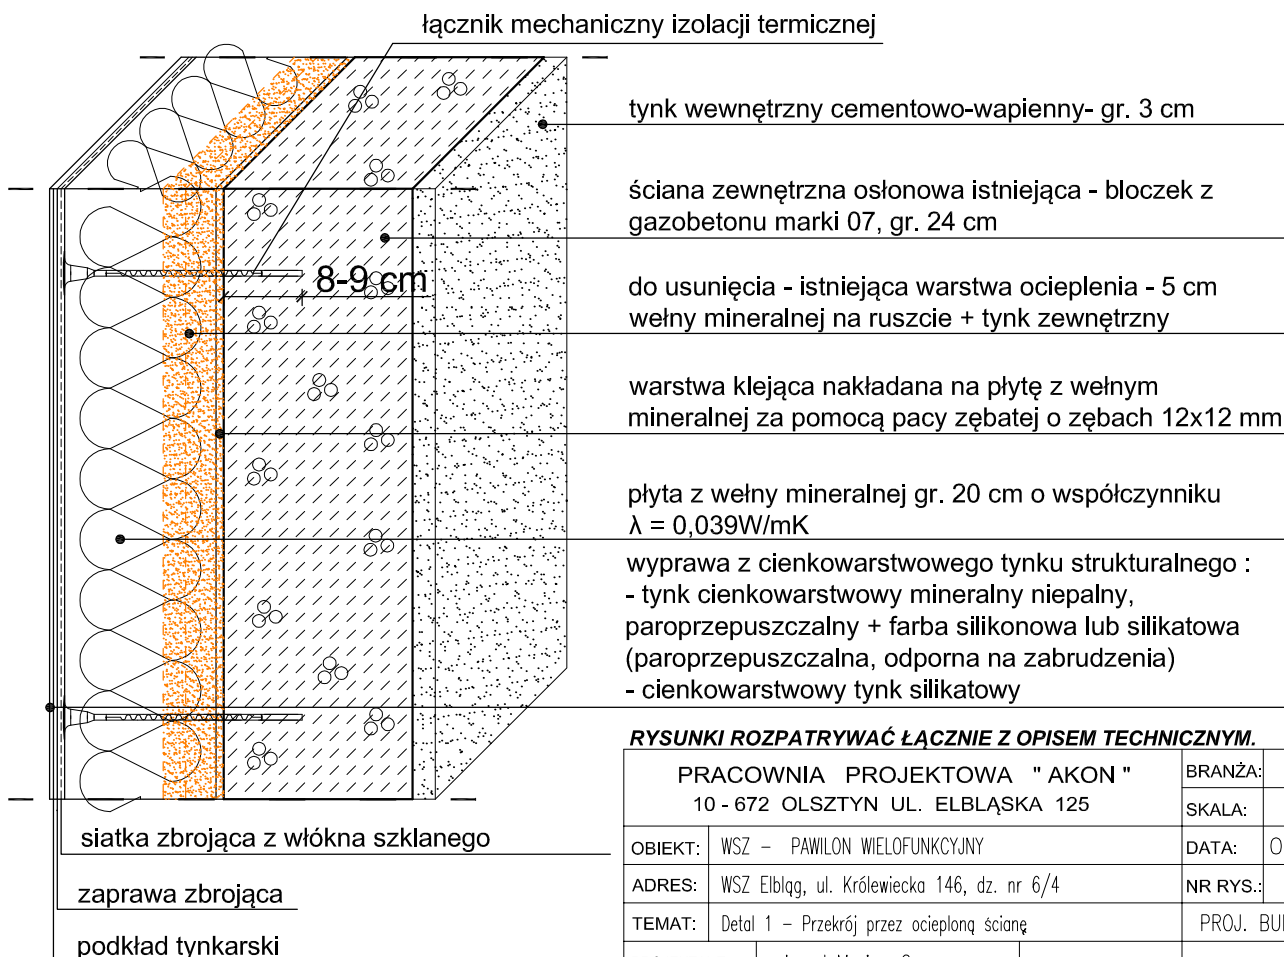 łącznik mechaniczny izolacji termicznej
tynk wewnętrzny cementowo-wapienny- gr. 3 cm
ściana zewnętrzna osłonowa istniejąca - bloczek z
gazobetonu marki 07, gr. 24 cm
8-9 cm
do usunięcia - istniejąca warstwa ocieplenia - 5 cm
wełny mineralnej na ruszcie + tynk zewnętrzny
warstwa klejąca nakładana na płytę z wełnym
mineralnej za pomocą pacy zębatej o zębach 12x12 mm
płyta z wełny mineralnej gr. 20 cm o współczynniku
λ = 0,039W/mK
wyprawa z cienkowarstwowego tynku strukturalnego :
- tynk cienkowarstwowy mineralny niepalny,
paroprzepuszczalny + farba silikonowa lub silikatowa
(paroprzepuszczalna, odporna na zabrudzenia)
- cienkowarstwowy tynk silikatowy
siatka zbrojąca z włókna szklanego
zaprawa zbrojąca
podkład tynkarski
RYSUNKI ROZPATRYWAĆ ŁĄCZNIE Z OPISEM TECHNICZNYM.
PRACOWNIA PROJEKTOWA " AKON "
10 - 672 OLSZTYN UL. ELBLĄSKA 125
BRANŻA:
SKALA:
OBIEKT: WSZ – PAWILON WIELOFUNKCYJNY
DATA:
ADRES: WSZ Elbląg, ul. Królewiecka 146, dz. nr 6/4
NR RYS.:
TEMAT: Detal 1 – Przekrój przez ocieploną ścianę
PROJ.